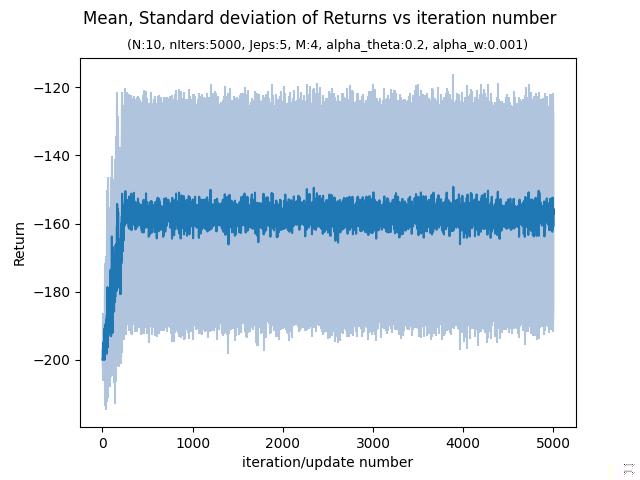 Mean, Standard deviation of Returns vs iteration number
(N:10, nIters:5000, Jeps:5, M:4, alpha_theta:0.2, alpha_w:0.001)
−120
−140
−160
−180
−200
Return
0 1000 2000 3000 4000 5000
iteration/update number